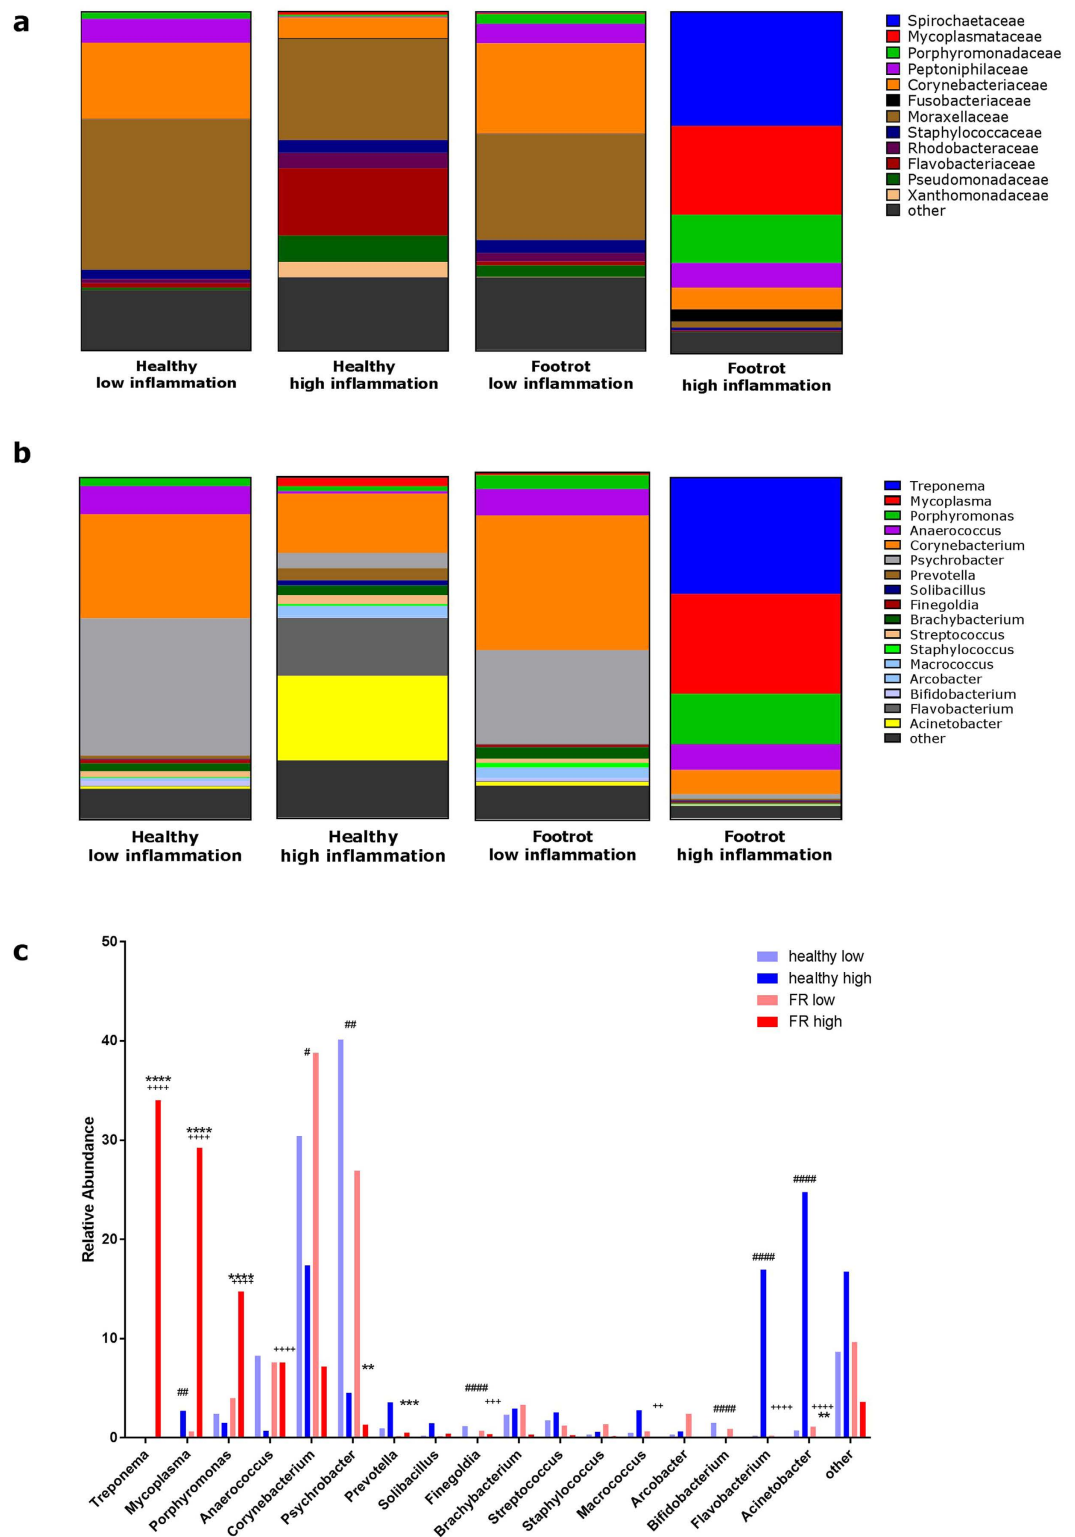 a
Spirochaetaceae
Mycoplasmataceae
Porphyromonadaceae
Peptoniphilaceae
Corynebacteriaceae
Fusobacteriaceae
Moraxellaceae
Staphylococcaceae
Rhodobacteraceae
Flavobacteriaceae
Pseudomonadaceae
Xanthomonadaceae
other
Healthy
low inflammation
Healthy
high inflammation
Footrot
low inflammation
Footrot
high inflammation
b
Treponema
Mycoplasma
Porphyromonas
Anaerococcus
Corynebacterium
Psychrobacter
Prevotella
Solibacillus
Finegoldia
Brachybacterium
Streptococcus
Staphylococcus
Macrococcus
Arcobacter
Bifidobacterium
Flavobacterium
Acinetobacter
other
Healthy
low inflammation
Healthy
high inflammation
Footrot
low inflammation
Footrot
high inflammation
c
healthy low
healthy high
FR low
FR high
Relative Abundance
50
40
30
20
10
0
****
++++
##
****
++++
****
++++
++++
#
##
**
***
####
+++
++
####
####
++++
####
++++
**
Treponema
Mycoplasma
Porphyromonas
Anaerococcus
Corynebacterium
Psychrobacter
Prevotella
Solibacillus
Finegoldia
Brachybacterium
Streptococcus
Staphylococcus
Macrococcus
Arcobacter
Bifidobacterium
Flavobacterium
Acinetobacter
other